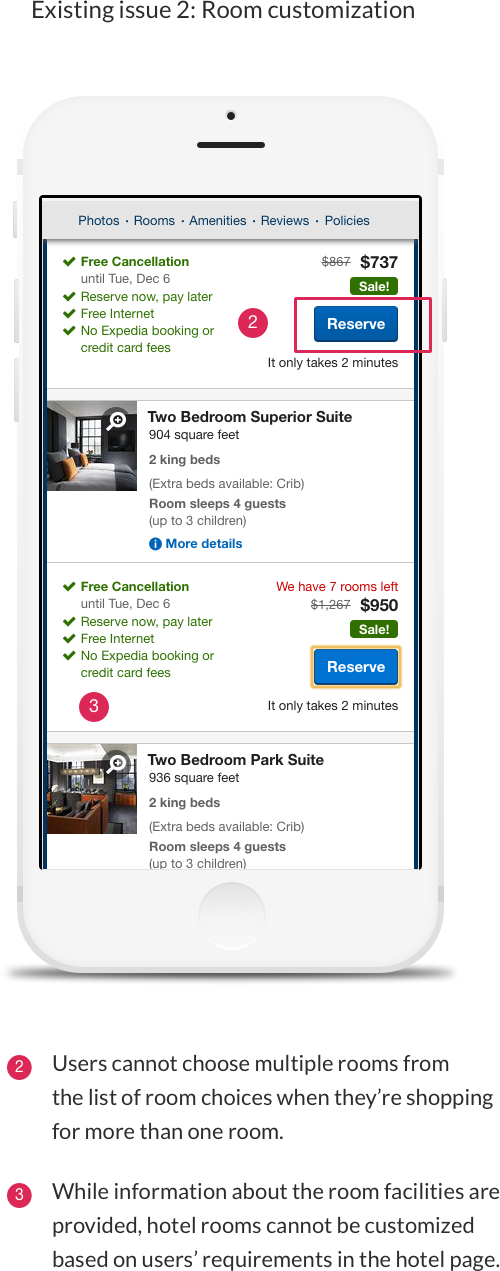 Existing issue 2: Room customization
Photos · Rooms · Amenities · Reviews · Policies
Free Cancellation
until Tue, Dec 6
Reserve now, pay later
Free Internet
No Expedia booking or
credit card fees
$867 $737
Sale!
2
Reserve
It only takes 2 minutes
Two Bedroom Superior Suite
904 square feet
2 king beds
(Extra beds available: Crib)
Room sleeps 4 guests
(up to 3 children)
i More details
Free Cancellation
until Tue, Dec 6
Reserve now, pay later
Free Internet
No Expedia booking or
credit card fees
We have 7 rooms left
$1,267 $950
Sale!
Reserve
3
It only takes 2 minutes
Two Bedroom Park Suite
936 square feet
2 king beds
(Extra beds available: Crib)
Room sleeps 4 guests
(up to 3 children)
2 Users cannot choose multiple rooms from
the list of room choices when they’re shopping
for more than one room.
3 While information about the room facilities are
provided, hotel rooms cannot be customized
based on users’ requirements in the hotel page.